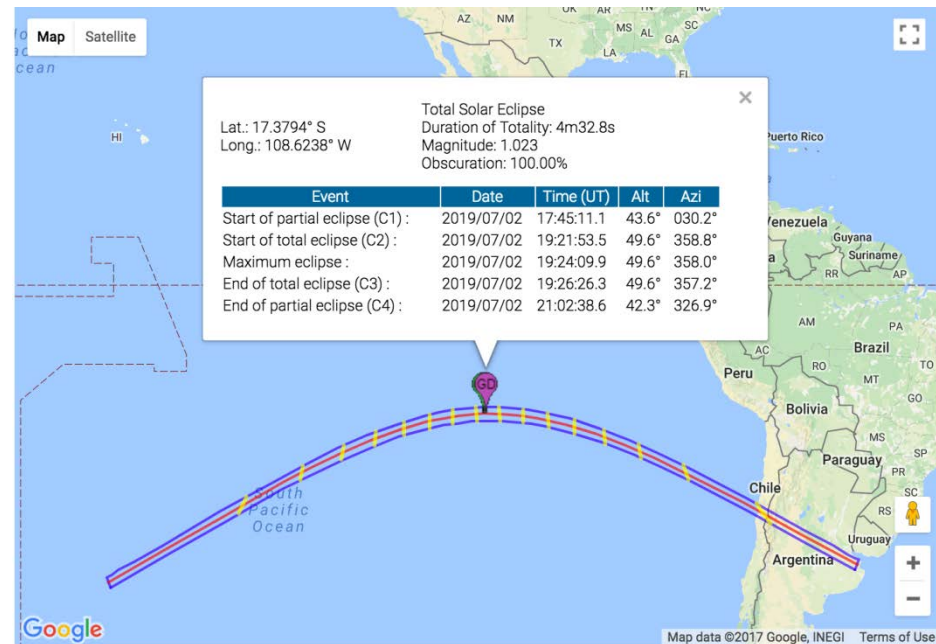 Map Satellite
Ocean
HI
AZ NM
TX
AR
MS AL
SC
LA
GA
FL
×
Lat.: 17.3794° S
Long.: 108.6238° W
Total Solar Eclipse
Duration of Totality: 4m32.8s
Magnitude: 1.023
Obscuration: 100.00%
Event Date Time (UT) Alt Azi
Start of partial eclipse (C1) : 2019/07/02 17:45:11.1 43.6° 030.2°
Start of total eclipse (C2) : 2019/07/02 19:21:53.5 49.6° 358.8°
Maximum eclipse : 2019/07/02 19:24:09.9 49.6° 358.0°
End of total eclipse (C3) : 2019/07/02 19:26:26.3 49.6° 357.2°
End of partial eclipse (C4) : 2019/07/02 21:02:38.6 42.3° 326.9°
Puerto Rico
Guyana
Suriname
RR AP
AM PA
Brazil
AC RO TO
MT
Peru
GO
Bolivia
MS
SP
Paraguay
PR
Chile
SC
RS
Uruguay
Argentina
GD
South
Pacific
Ocean
+
−
Google
Map data ©2017 Google, INEGI Terms of Use